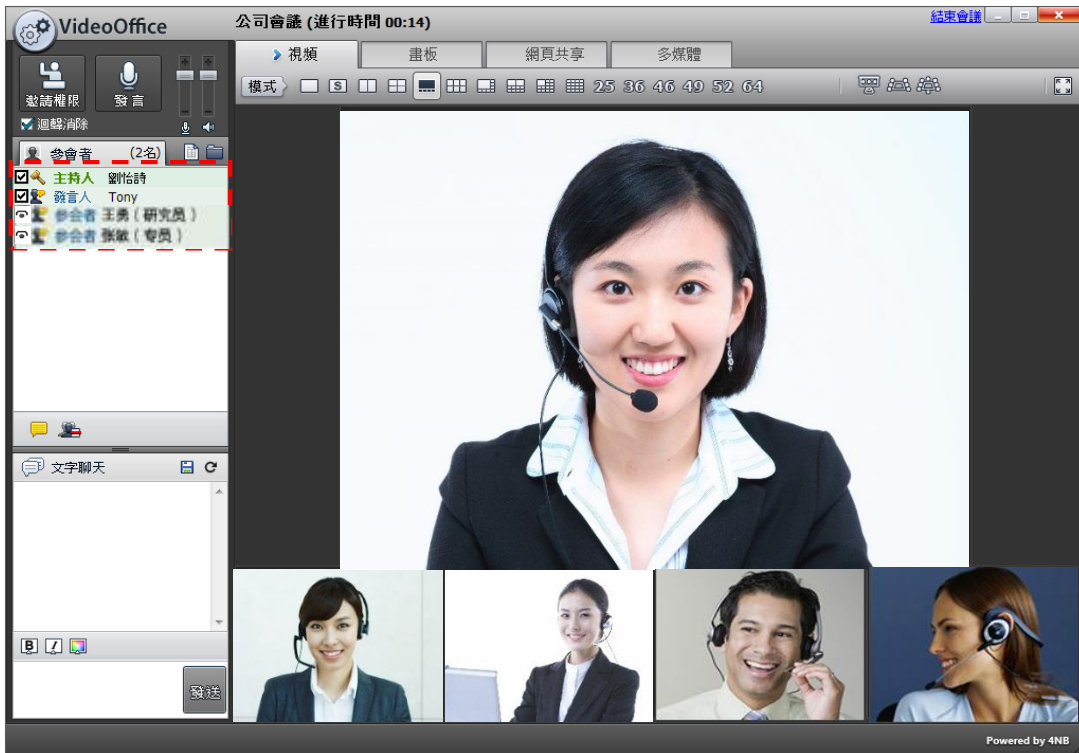 VideoOffice
公司會議 (進行時間 00:14)
結束會議
邀請權限
發言
迴聲消除
視頻
畫板
網頁共享
多媒體
模式
S
25 36 46 49 52 64
參會者 (2名)
主持人 劉怡詩
發言人 Tony
参会者 王勇 ( 研究员 )
参会者 张敏 ( 专员 )
文字聊天
B I
發送
Powered by 4NB